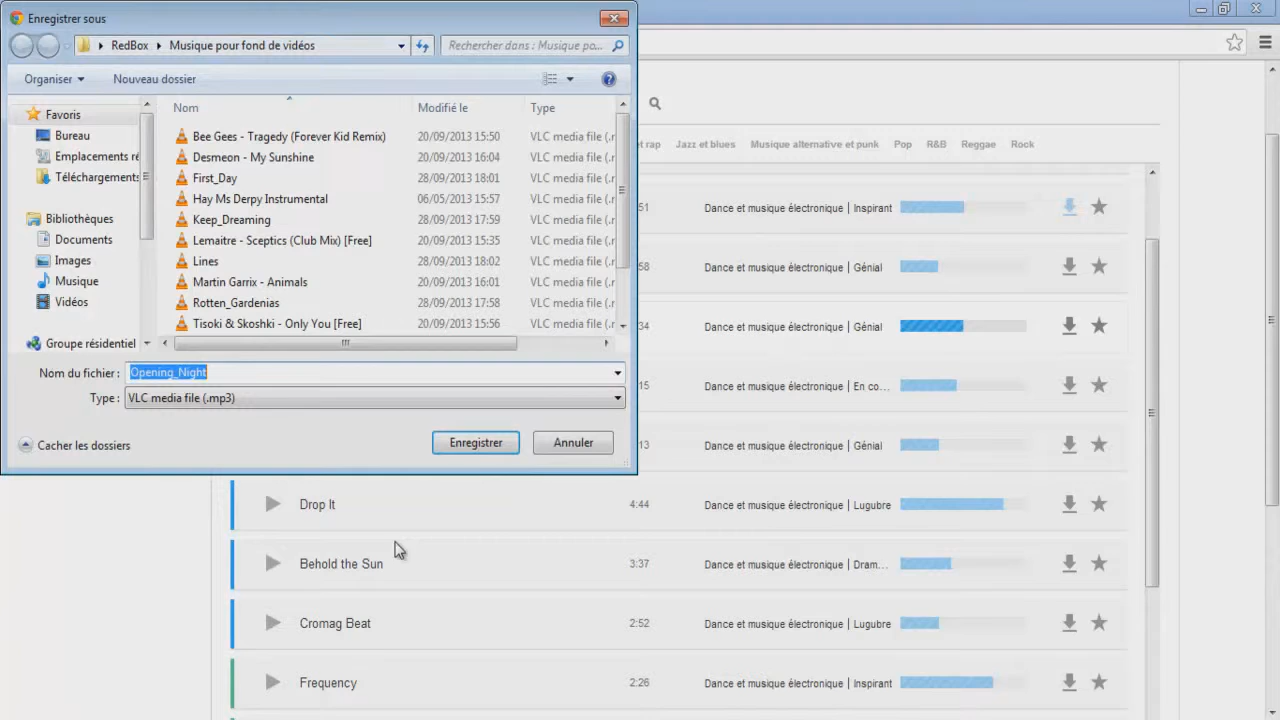 Enregistrer sous
RedBox Musique pour fond de vidéos
Rechercher dans : Musique po...
Organiser Nouveau dossier
Favoris
Bureau
Emplacements ré
Téléchargements
Bibliothèques
Documents
Images
Musique
Vidéos
Groupe résidentiel
Nom Modifié le Type
Bee Gees - Tragedy (Forever Kid Remix) 20/09/2013 15:50 VLC media file (.r
Desmeon - My Sunshine 20/09/2013 16:04 VLC media file (.r
First_Day 28/09/2013 18:01 VLC media file (.r
Hay Ms Derpy Instrumental 06/05/2013 15:57 VLC media file (.r
Keep_Dreaming 28/09/2013 17:59 VLC media file (.r
Lemaitre - Sceptics (Club Mix) [Free] 20/09/2013 15:35 VLC media file (.r
Lines 28/09/2013 18:02 VLC media file (.r
Martin Garrix - Animals 20/09/2013 16:01 VLC media file (.r
Rotten_Gardenias 28/09/2013 17:58 VLC media file (.r
Tisoki & Skoshki - Only You [Free] 20/09/2013 15:56 VLC media file (.r
Nom du fichier : Opening_Night
Type : VLC media file (.mp3)
Cacher les dossiers Enregistrer Annuler
et rap Jazz et blues Musique alternative et punk Pop R&B Reggae Rock
51 Dance et musique électronique | Inspirant
58 Dance et musique électronique | Génial
34 Dance et musique électronique | Génial
15 Dance et musique électronique | En co...
13 Dance et musique électronique | Génial
Drop It 4:44 Dance et musique électronique | Lugubre
Behold the Sun 3:37 Dance et musique électronique | Dram...
Cromag Beat 2:52 Dance et musique électronique | Lugubre
Frequency 2:26 Dance et musique électronique | Inspirant